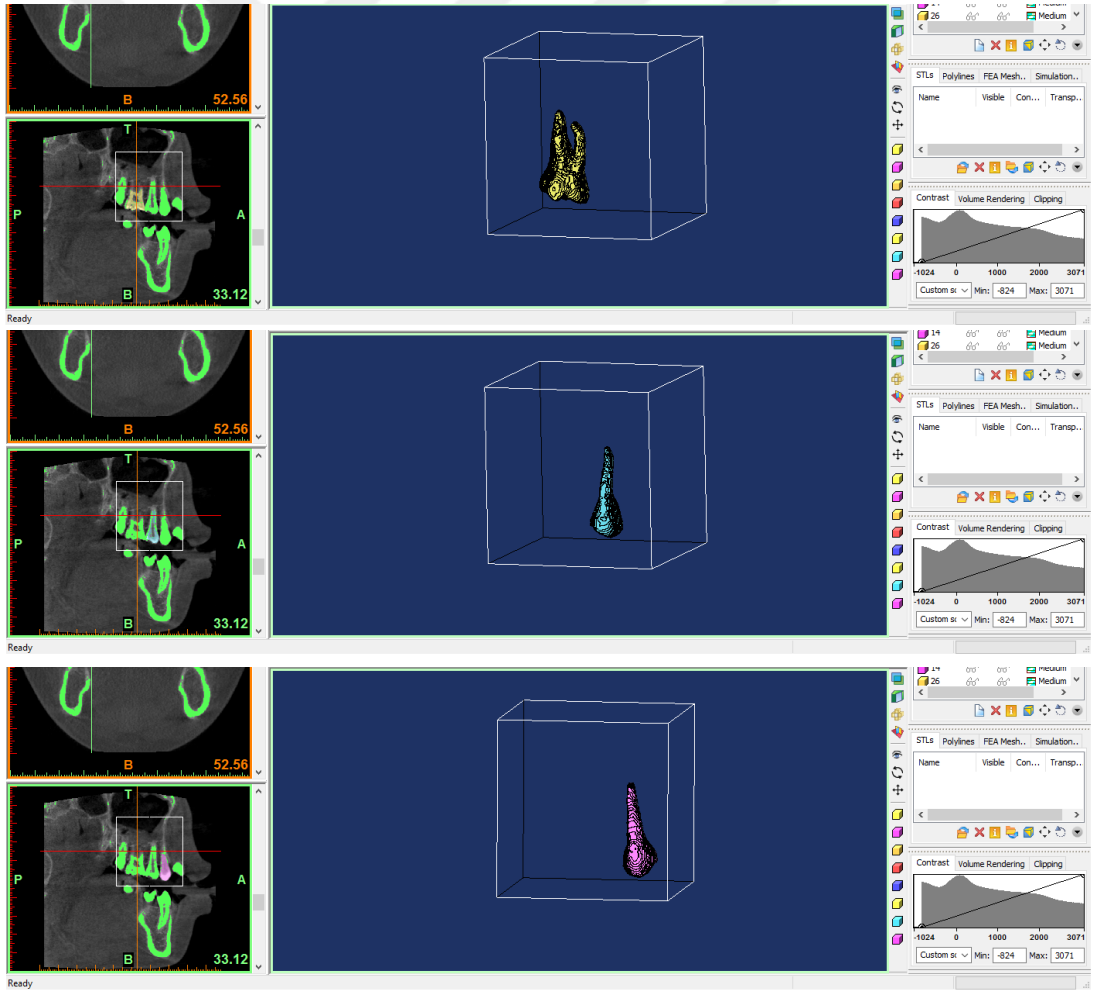 26 Medium
B 52.56
T
P A
B 33.12
STLs Polylines FEA Mesh.. Simulation..
Name Visible Con... Transp...
Contrast Volume Rendering Clipping
-1024 0 1000 2000 3071
Min: -824 Max: 3071
Ready
14 Medium
26 Medium
B 52.56
T
P A
B 33.12
STLs Polylines FEA Mesh.. Simulation..
Name Visible Con... Transp...
Contrast Volume Rendering Clipping
-1024 0 1000 2000 3071
Min: -824 Max: 3071
Ready
14 Medium
26 Medium
B 52.56
T
P A
B 33.12
STLs Polylines FEA Mesh.. Simulation..
Name Visible Con... Transp...
Contrast Volume Rendering Clipping
-1024 0 1000 2000 3071
Min: -824 Max: 3071
Ready